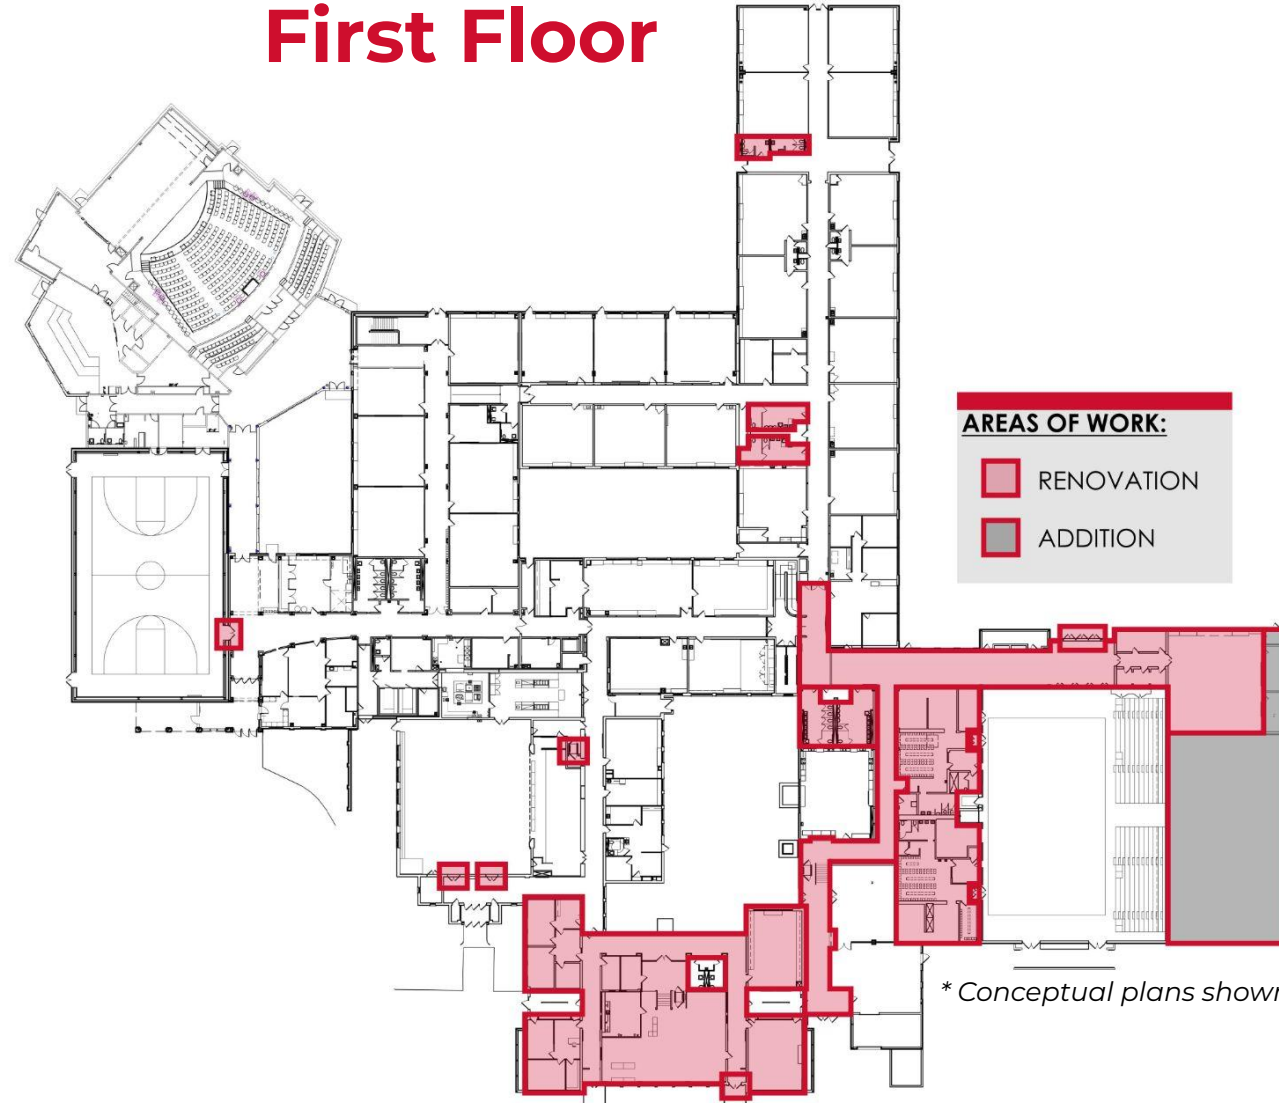 First Floor
AREAS OF WORK:
RENOVATION
ADDITION
* Conceptual plans shown